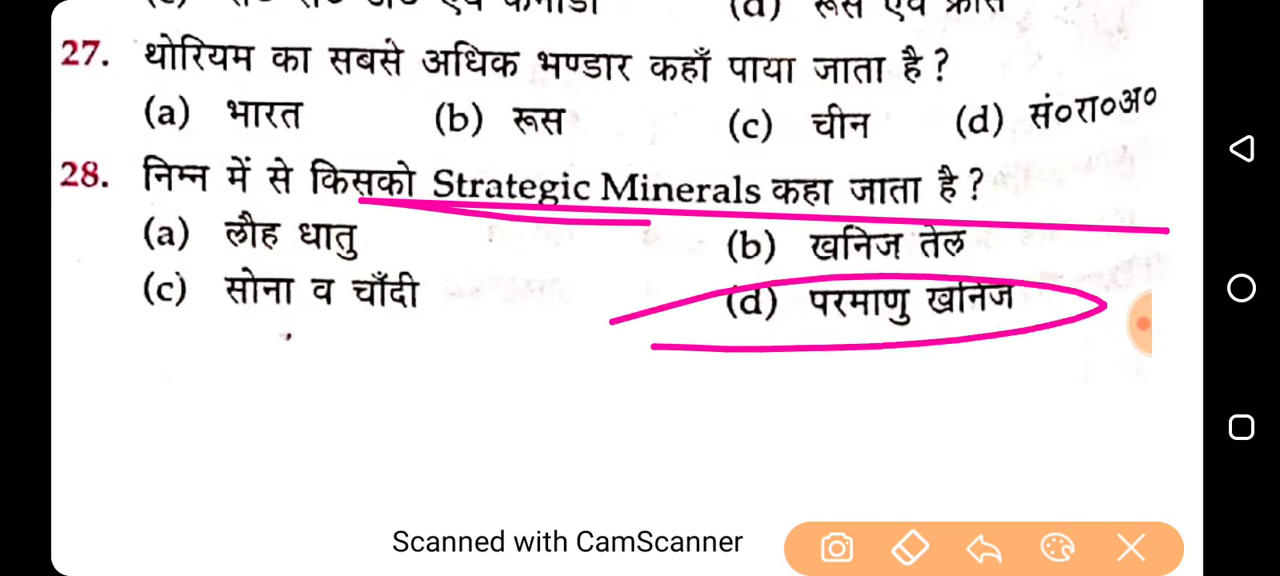 27. थोरियम का सबसे अधिक भण्डार कहाँ पाया जाता है ?
(a) भारत (b) रूस (c) चीन (d) सं०रा०अ०
28. निम्न में से किसको Strategic Minerals कहा जाता है ?
(a) लौह धातु (b) खनिज तेल
(c) सोना व चाँदी (d) परमाणु खनिज
Scanned with CamScanner